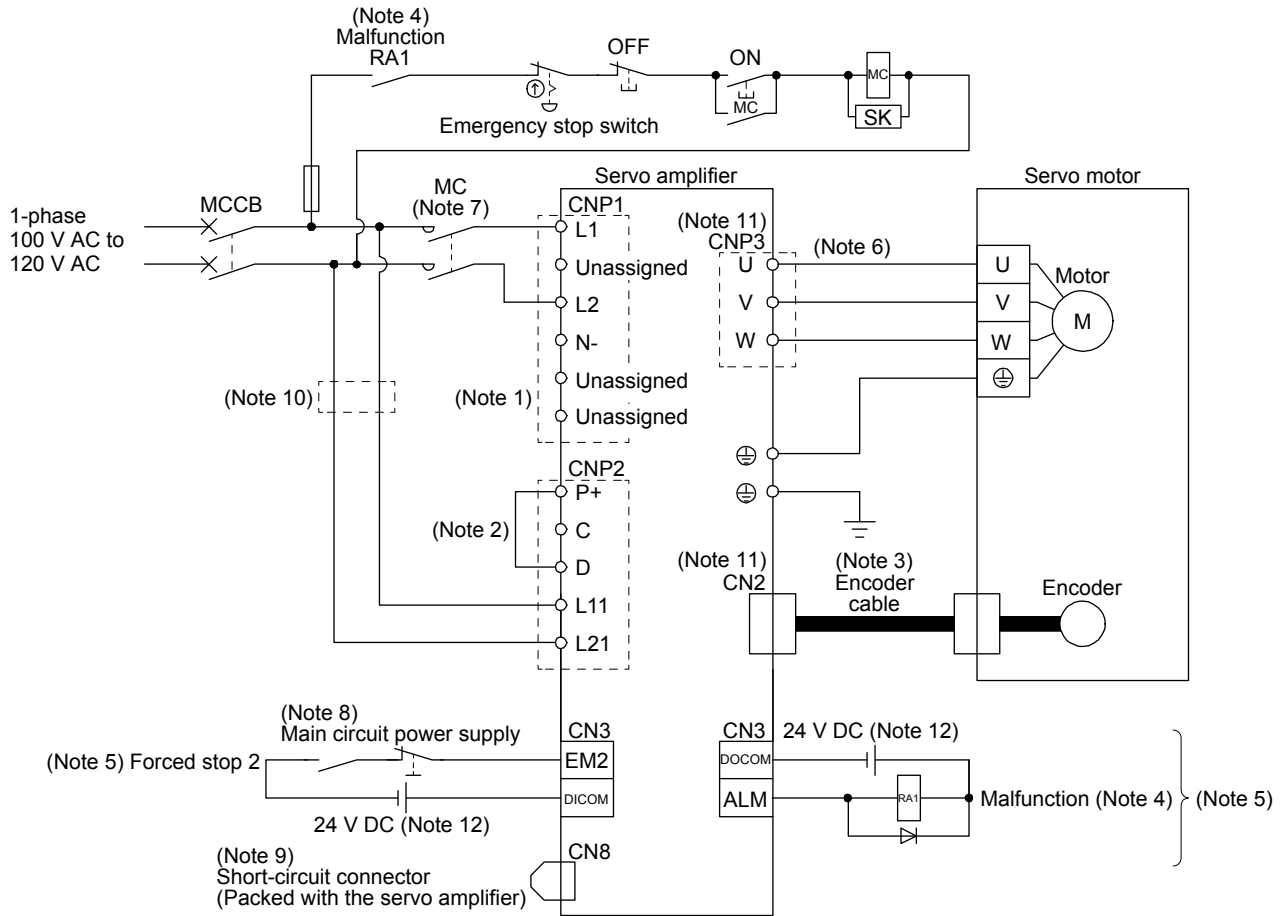 (Note 4)
Malfunction
RA1
OFF
ON
MC
MC
SK
Emergency stop switch
Servo amplifier
Servo motor
1-phase
100 V AC to
120 V AC
MCCB
MC
(Note 7)
CNP1
L1
Unassigned
L2
N-
Unassigned
Unassigned
(Note 11)
CNP3
U
V
W
(Note 6)
U
V
W
Motor
M
(Note 10)
(Note 1)
CNP2
P+
C
D
L11
L21
(Note 2)
(Note 11)
CN2
(Note 3)
Encoder
cable
Encoder
(Note 8)
Main circuit power supply
(Note 5) Forced stop 2
24 V DC (Note 12)
CN3
EM2
DICOM
CN3
DOCOM
ALM
24 V DC (Note 12)
RA1
Malfunction (Note 4)
(Note 5)
(Note 9)
Short-circuit connector
(Packed with the servo amplifier)
CN8